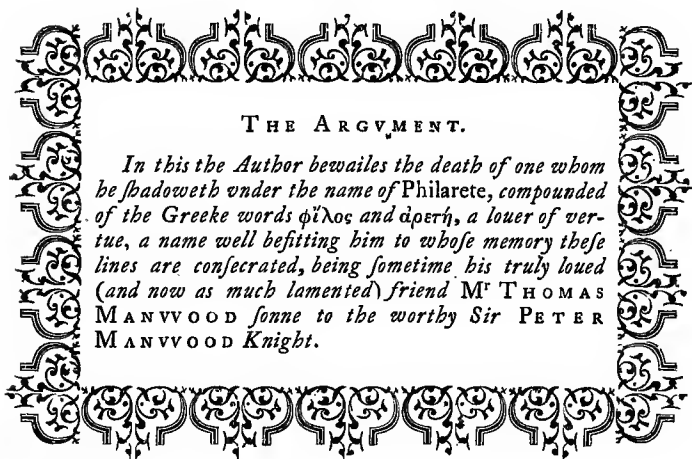 THE ARGVMENT.
In this the Author bewailes the death of one whom
he ſhadoweth vnder the name of Philarete, compounded
of the Greeke words φἴλος and ἀρετή, a louer of ver-
tue, a name well befitting him to whoſe memory theſe
lines are conſecrated, being ſometime his truly loued
(and now as much lamented) friend Mr THOMAS
MANVVOOD ſonne to the worthy Sir PETER
MANVVOOD Knight.